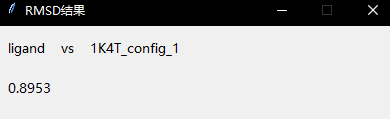 RMSD结果
ligand    vs    1K4T_config_1
0.8953